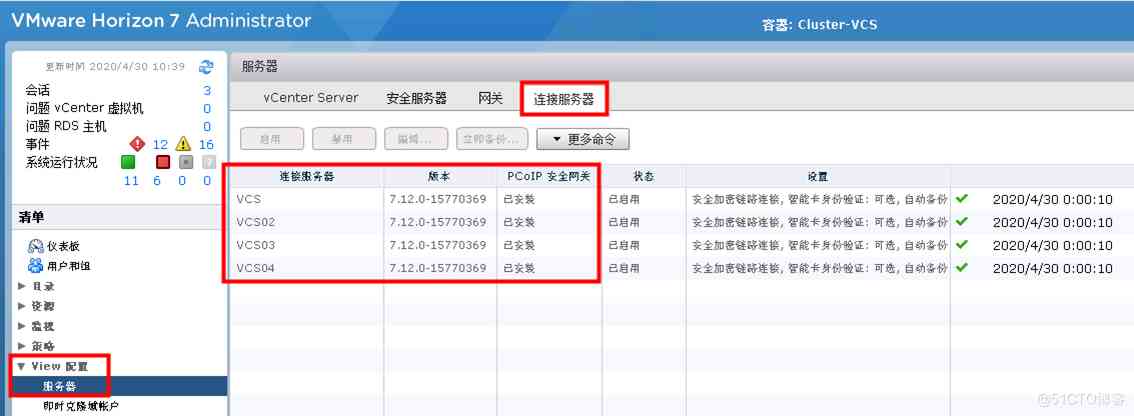 VMware Horizon 7 Administrator
容器: Cluster-VCS
更新时间 2020/4/30 10:39
会话 3
问题 vCenter 虚拟机 0
问题 RDS 主机 0
事件 12 16
系统运行状况
11 6 0 0
清单
仪表板
用户和组
目录
资源
监视
策略
View 配置
服务器
即时克隆域帐户
服务器
vCenter Server 安全服务器 网关 连接服务器
启用 禁用 编辑... 立即备份... 更多命令
连接服务器 版本 PCoIP 安全网关 状态 设置
VCS 7.12.0-15770369 已安装 已启用 安全加密链路连接, 智能卡身份验证: 可选, 自动备份 2020/4/30 0:00:10
VCS02 7.12.0-15770369 已安装 已启用 安全加密链路连接, 智能卡身份验证: 可选, 自动备份 2020/4/30 0:00:10
VCS03 7.12.0-15770369 已安装 已启用 安全加密链路连接, 智能卡身份验证: 可选, 自动备份 2020/4/30 0:00:10
VCS04 7.12.0-15770369 已安装 已启用 安全加密链路连接, 智能卡身份验证: 可选, 自动备份 2020/4/30 0:00:10
@51CTO博客